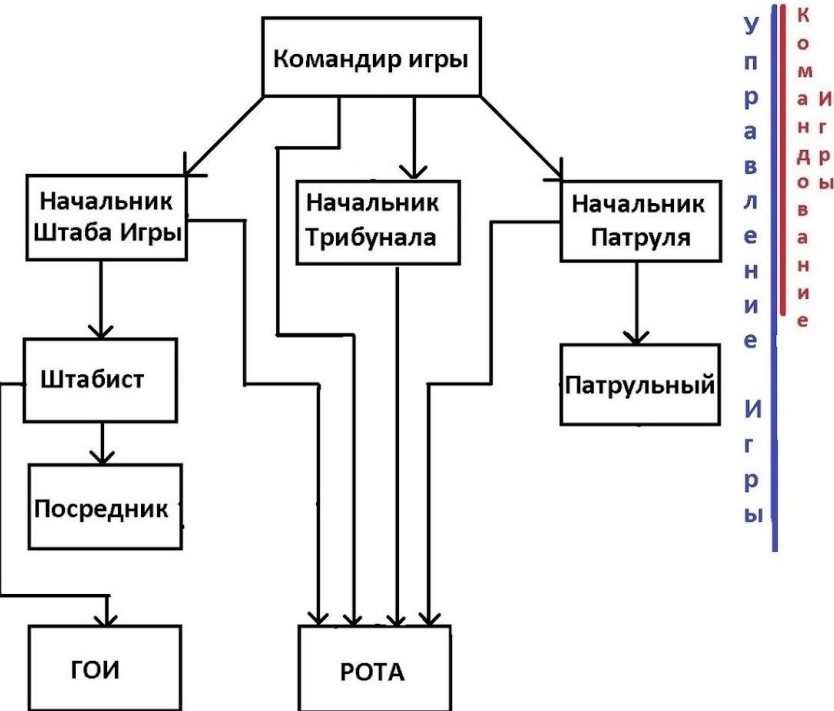 Командир игры
Начальник
Штаба Игры
Начальник
Трибунала
Начальник
Патруля
Штабист
Патрульный
Посредник
ГОИ
РОТА
Управление Игры
Командование
Игры